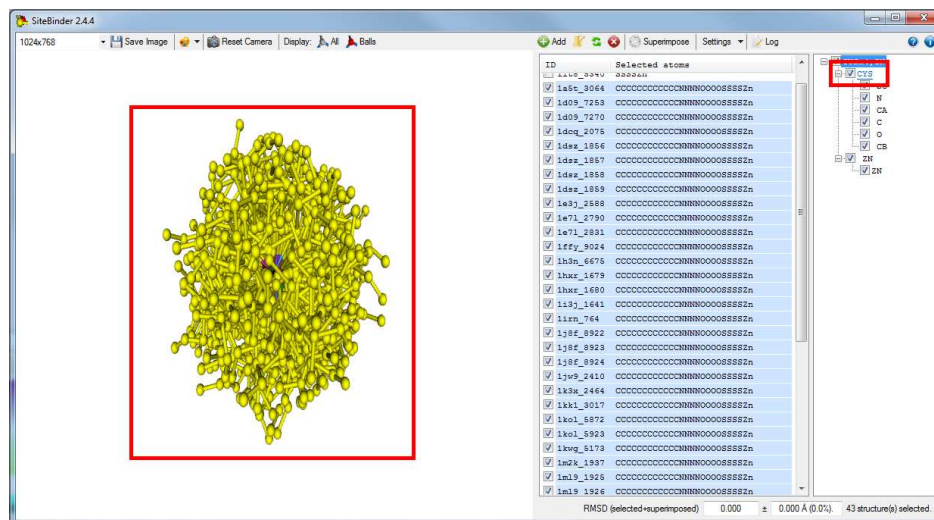 SiteBinder 2.4.4
1024x768 Save Image Reset Camera Display: All Balls Add Superimpose Settings Log
ID Selected atoms
1a5t_3064 CCCCCCCCCCCCNNNNOOOOSSSSZn
1d09_7253 CCCCCCCCCCCCNNNNOOOOSSSSZn
1d09_7270 CCCCCCCCCCCCNNNNOOOOSSSSZn
1dcq_2075 CCCCCCCCCCCCNNNNOOOOSSSSZn
1dsz_1856 CCCCCCCCCCCCNNNNOOOOSSSSZn
1dsz_1857 CCCCCCCCCCCCNNNNOOOOSSSSZn
1dsz_1858 CCCCCCCCCCCCNNNNOOOOSSSSZn
1dsz_1859 CCCCCCCCCCCCNNNNOOOOSSSSZn
1e3j_2588 CCCCCCCCCCCCNNNNOOOOSSSSZn
1e7l_2790 CCCCCCCCCCCCNNNNOOOOSSSSZn
1e7l_2831 CCCCCCCCCCCCNNNNOOOOSSSSZn
1ffy_9024 CCCCCCCCCCCCNNNNOOOOSSSSZn
1h3n_6675 CCCCCCCCCCCCNNNNOOOOSSSSZn
1hxr_1679 CCCCCCCCCCCCNNNNOOOOSSSSZn
1hxr_1680 CCCCCCCCCCCCNNNNOOOOSSSSZn
1i3j_1641 CCCCCCCCCCCCNNNNOOOOSSSSZn
1irn_764 CCCCCCCCCCCCNNNNOOOOSSSSZn
1j8f_8922 CCCCCCCCCCCCNNNNOOOOSSSSZn
1j8f_8923 CCCCCCCCCCCCNNNNOOOOSSSSZn
1j8f_8924 CCCCCCCCCCCCNNNNOOOOSSSSZn
1jw9_2410 CCCCCCCCCCCCNNNNOOOOSSSSZn
1k3x_2464 CCCCCCCCCCCCNNNNOOOOSSSSZn
1kk1_3017 CCCCCCCCCCCCNNNNOOOOSSSSZn
1kol_5872 CCCCCCCCCCCCNNNNOOOOSSSSZn
1kol_5923 CCCCCCCCCCCCNNNNOOOOSSSSZn
1kwg_5173 CCCCCCCCCCCCNNNNOOOOSSSSZn
1m2k_1937 CCCCCCCCCCCCNNNNOOOOSSSSZn
1ml9_1925 CCCCCCCCCCCCNNNNOOOOSSSSZn
1ml9_1926 CCCCCCCCCCCCNNNNOOOOSSSSZn
CYS
N
CA
C
O
CB
ZN
ZN
RMSD (selected+superimposed) 0.000 ± 0.000 Å (0.0%). 43 structure(s) selected.